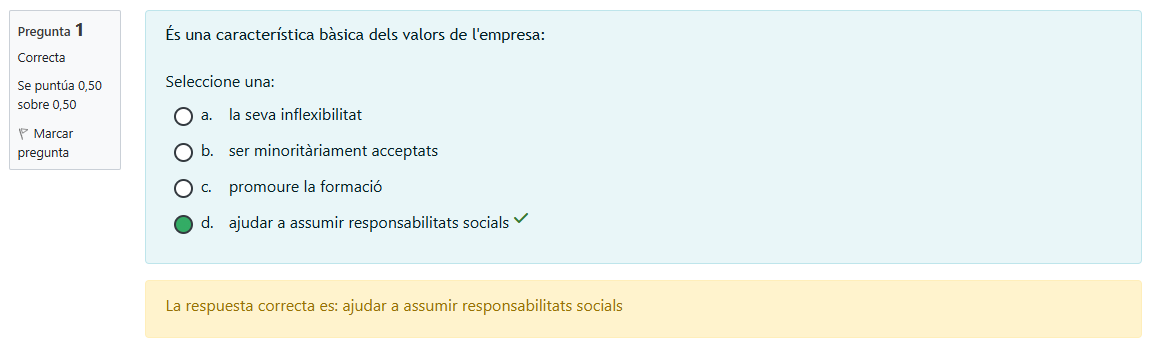 Pregunta 1
Correcta
Se puntúa 0,50
sobre 0,50
Marcar
pregunta
És una característica bàsica dels valors de l'empresa:
Seleccione una:
a. la seva inflexibilitat
b. ser minoritàriament acceptats
c. promoure la formació
d. ajudar a assumir responsabilitats socials
La respuesta correcta es: ajudar a assumir responsabilitats socials